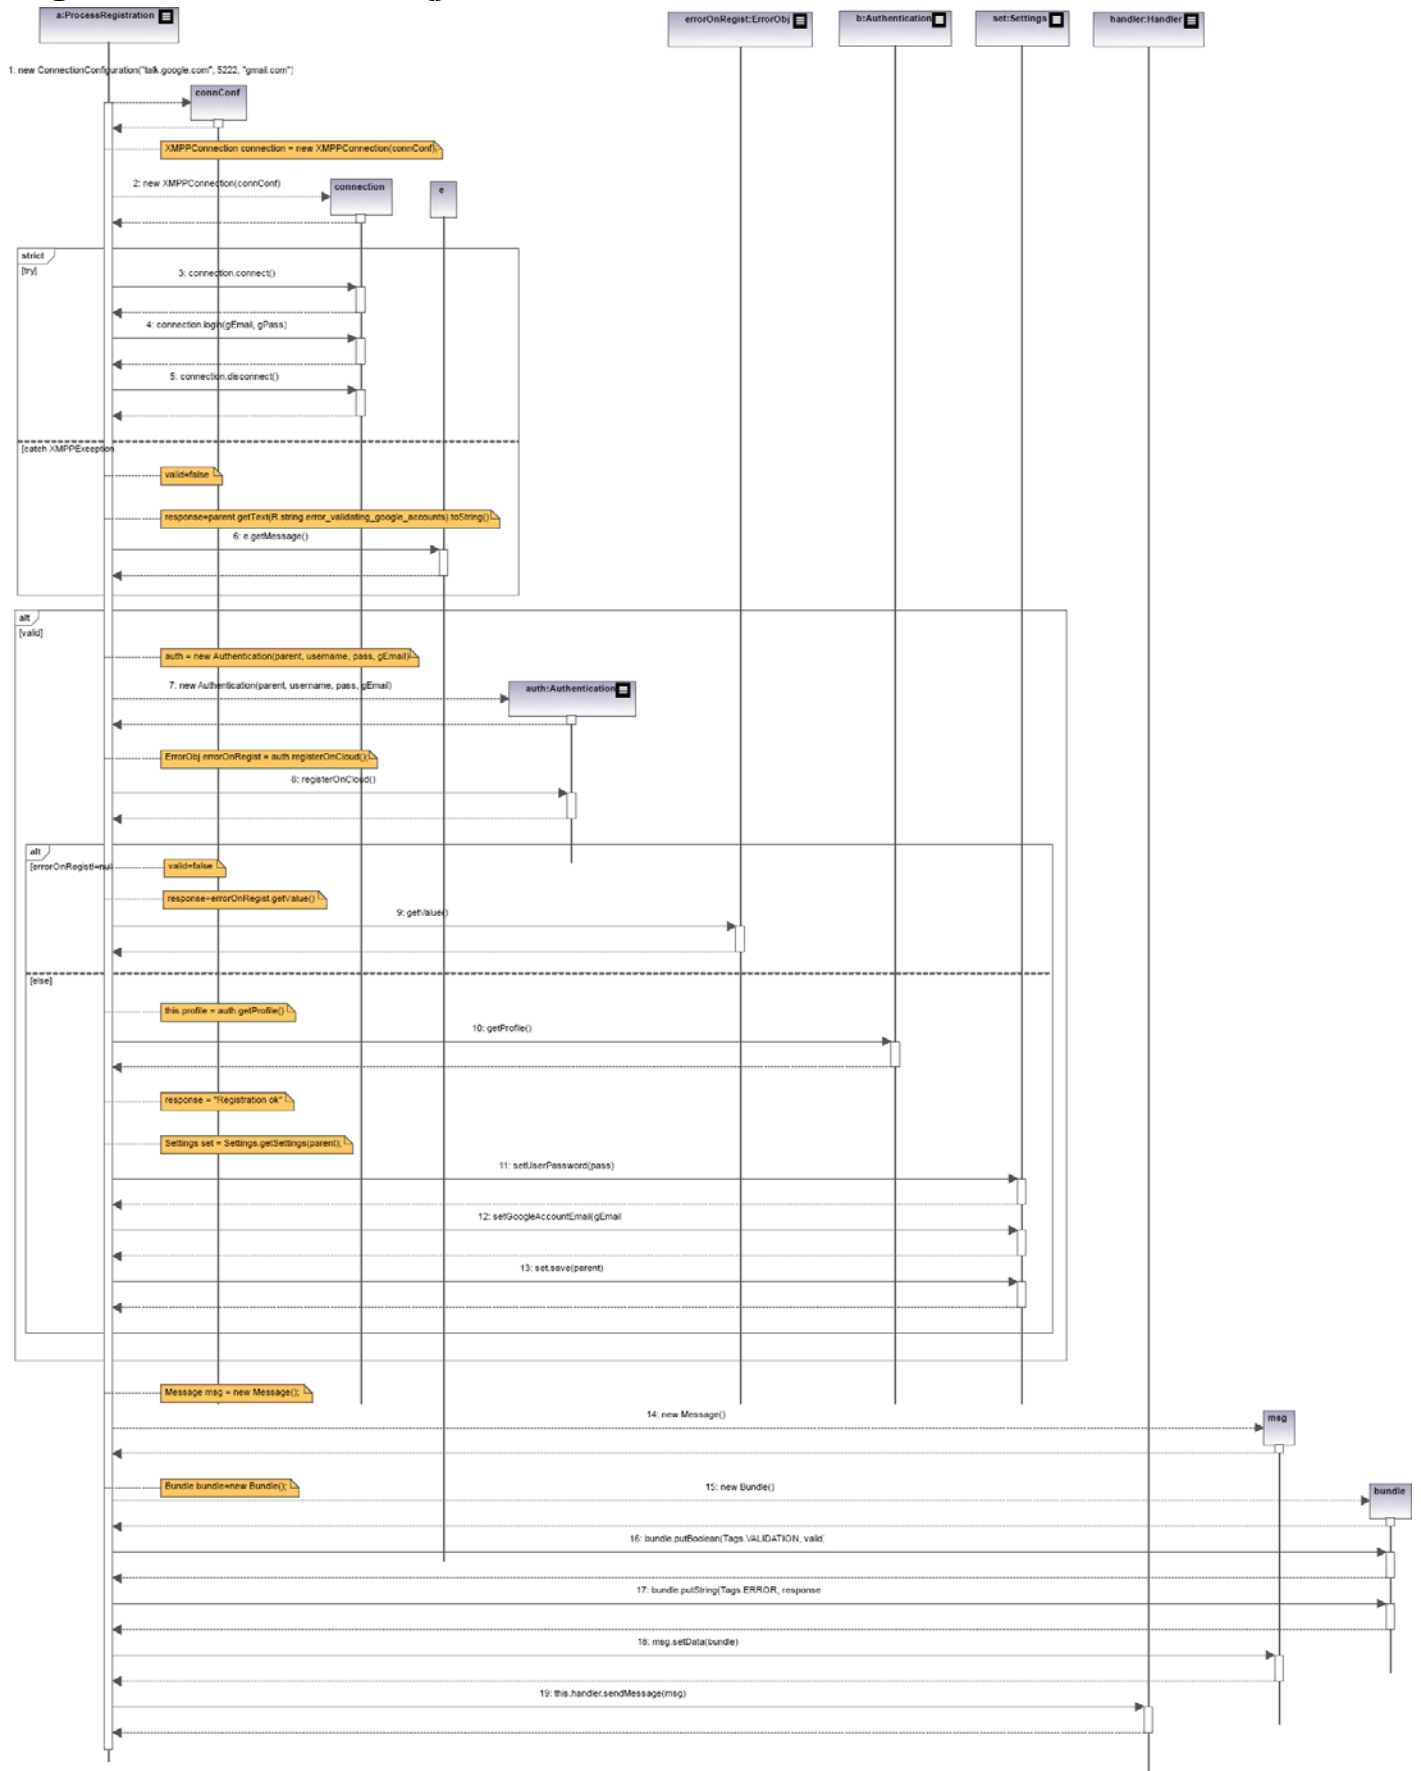 a:ProcessRegistration
errorOnRegist:ErrorObj
b:Authentication
set:Settings
handler:Handler
1: new ConnectionConfiguration("talk.google.com", 5222, "gmail.com")
connConf
XMPPConnection connection = new XMPPConnection(connConf);
2: new XMPPConnection(connConf)
connection
e
strict
[try]
3: connection.connect()
4: connection.login(gEmail, gPass)
5: connection.disconnect()
[catch XMPPException
valid=false
response=parent.getText(R.string.error_validating_google_accounts).toString()
6: e.getMessage()
alt
[valid]
auth = new Authentication(parent, username, pass, gEmail)
7: new Authentication(parent, username, pass, gEmail)
auth:Authentication
ErrorObj errorOnRegist = auth.registerOnCloud();
8: registerOnCloud()
alt
[errorOnRegist!=null
valid=false
response=errorOnRegist.getValue()
9: getValue()
[else]
this.profile = auth.getProfile()
10: getProfile()
response = "Registration ok"
Settings set = Settings.getSettings(parent);
11: setUserPassword(pass)
12: setGoogleAccountEmail(gEmail
13: set.save(parent)
Message msg = new Message();
14: new Message()
msg
Bundle bundle=new Bundle();
15: new Bundle()
bundle
16: bundle.putBoolean(Tags.VALIDATION, valid)
17: bundle.putString(Tags.ERROR, response
18: msg.setData(bundle)
19: this.handler.sendMessage(msg)